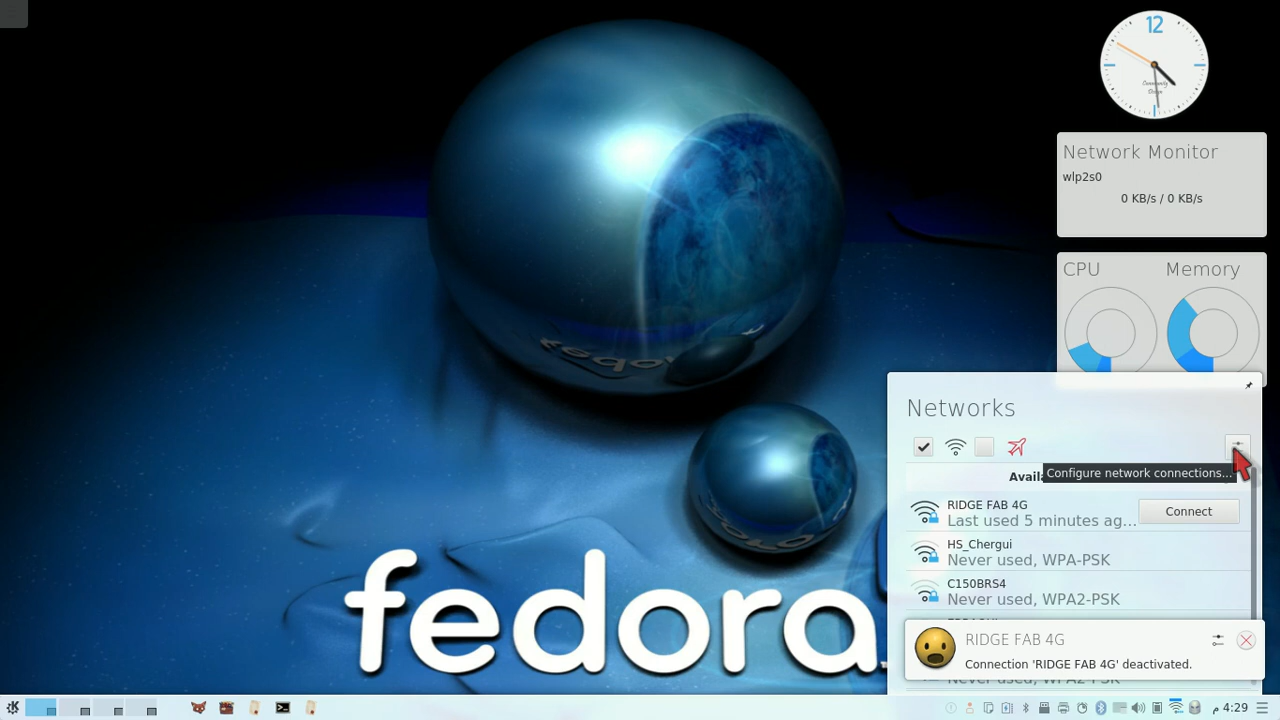 12
Network Monitor
wlp2s0
0 KB/s / 0 KB/s
CPU
Memory
Networks
Configure network connections...
RIDGE FAB 4G
Last used 5 minutes ag...
Connect
HS_Chergui
Never used, WPA-PSK
C150BRS4
Never used, WPA2-PSK
RIDGE FAB 4G
Connection 'RIDGE FAB 4G' deactivated.
fedora
4:29 م